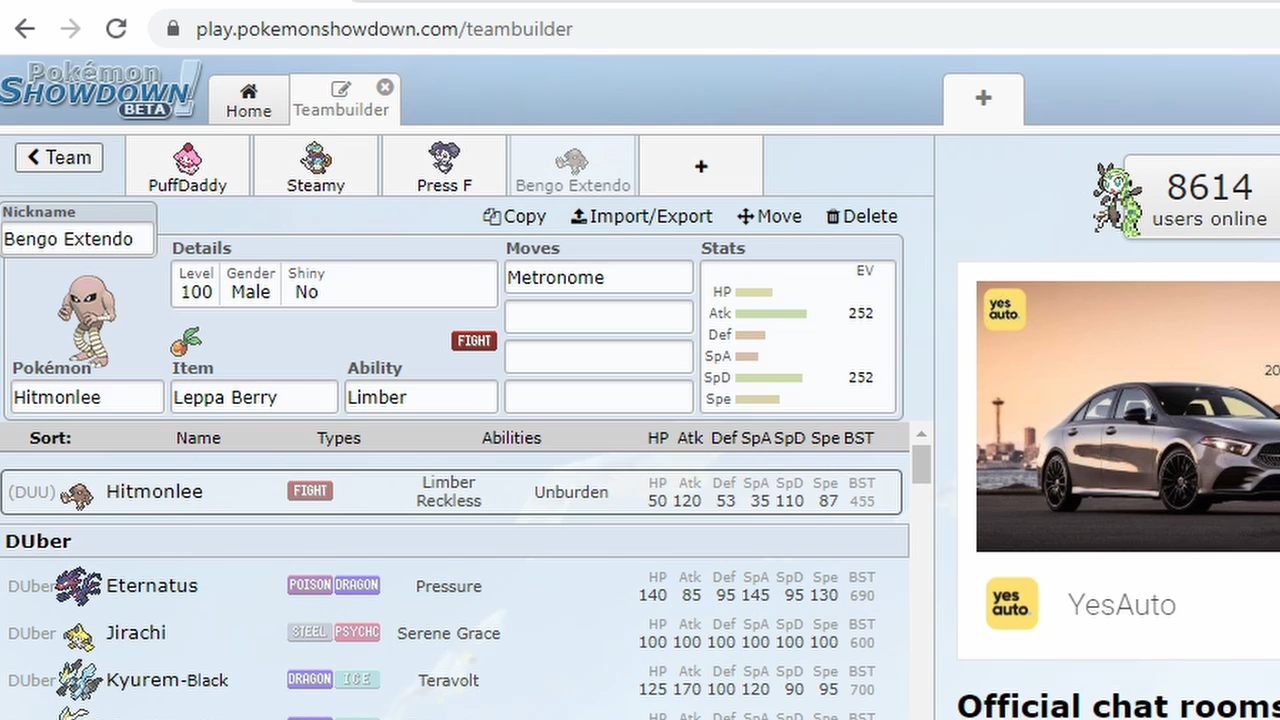 play.pokemonshowdown.com/teambuilder
Pokémon
SHOWDOWN!
BETA
Home
Teambuilder
+
Team
PuffDaddy
Steamy
Press F
Bengo Extendo
+
8614
users online
Nickname
Bengo Extendo
Copy Import/Export Move Delete
Details
Moves
Stats
Level Gender Shiny
100 Male No
Metronome
EV
HP
Atk 252
Def
SpA
SpD 252
Spe
FIGHT
Pokémon Item Ability
Hitmonlee Leppa Berry Limber
yes
auto.
20
Sort: Name Types Abilities HP Atk Def SpA SpD Spe BST
(DUU) Hitmonlee FIGHT Limber Reckless Unburden HP Atk Def SpA SpD Spe BST
50 120 53 35 110 87 455
DUber
DUber Eternatus POISON DRAGON Pressure HP Atk Def SpA SpD Spe BST
140 85 95 145 95 130 690
DUber Jirachi STEEL PSYCHC Serene Grace HP Atk Def SpA SpD Spe BST
100 100 100 100 100 100 600
DUber Kyurem-Black DRAGON ICE Teravolt HP Atk Def SpA SpD Spe BST
125 170 100 120 90 95 700
HP Atk Def SpA SpD Spe BST
yes
auto.
YesAuto
Official chat rooms